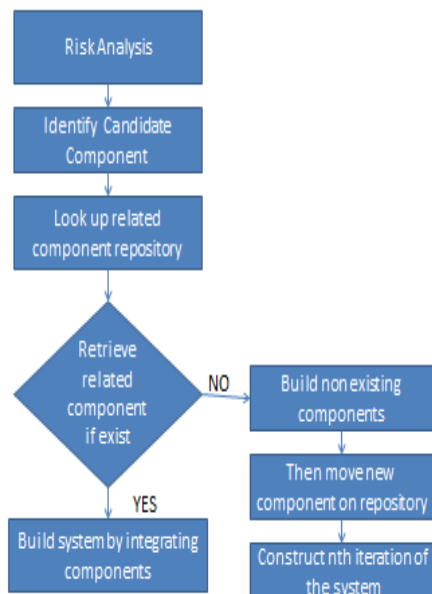 Risk Analysis
Identify Candidate
Component
Look up related
component repository
Retrieve
related
component
if exist
NO
YES
Build non existing
components
Then move new
component on repository
Build system by integrating
components
Construct nth iteration of
the system